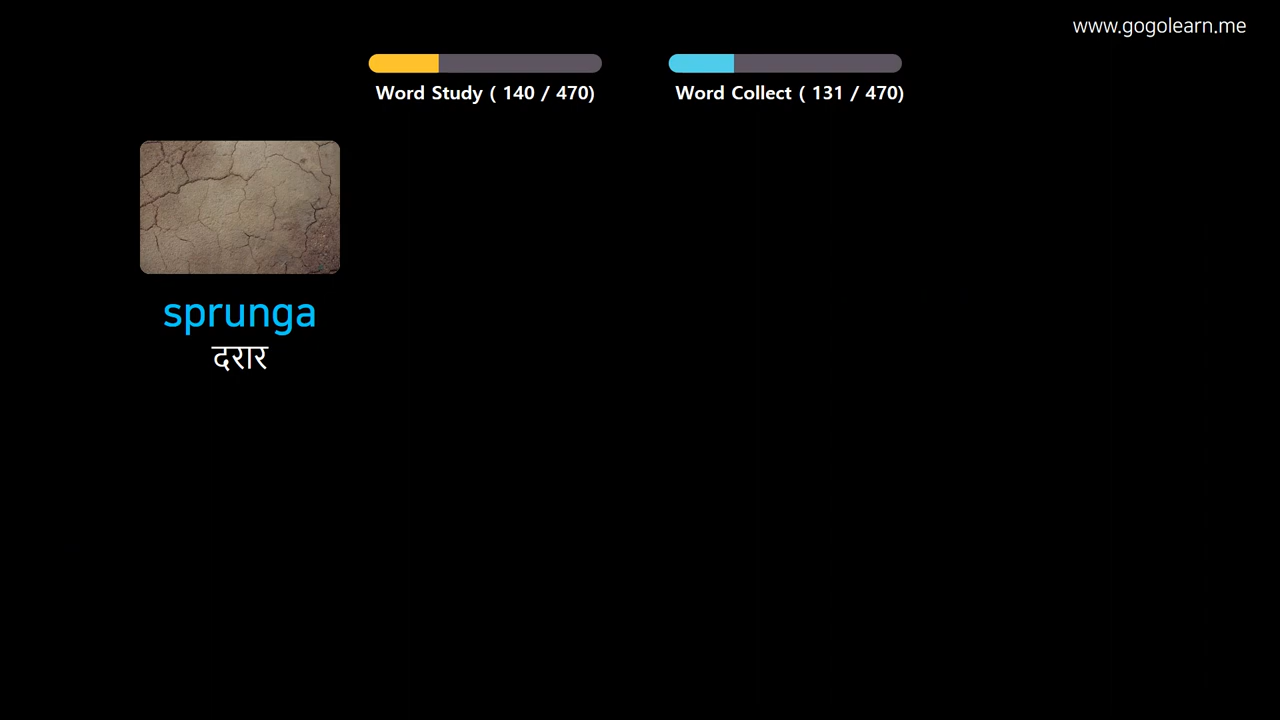 www.gogolearn.me
Word Study ( 140 / 470)
Word Collect ( 131 / 470)
sprunga
दरार